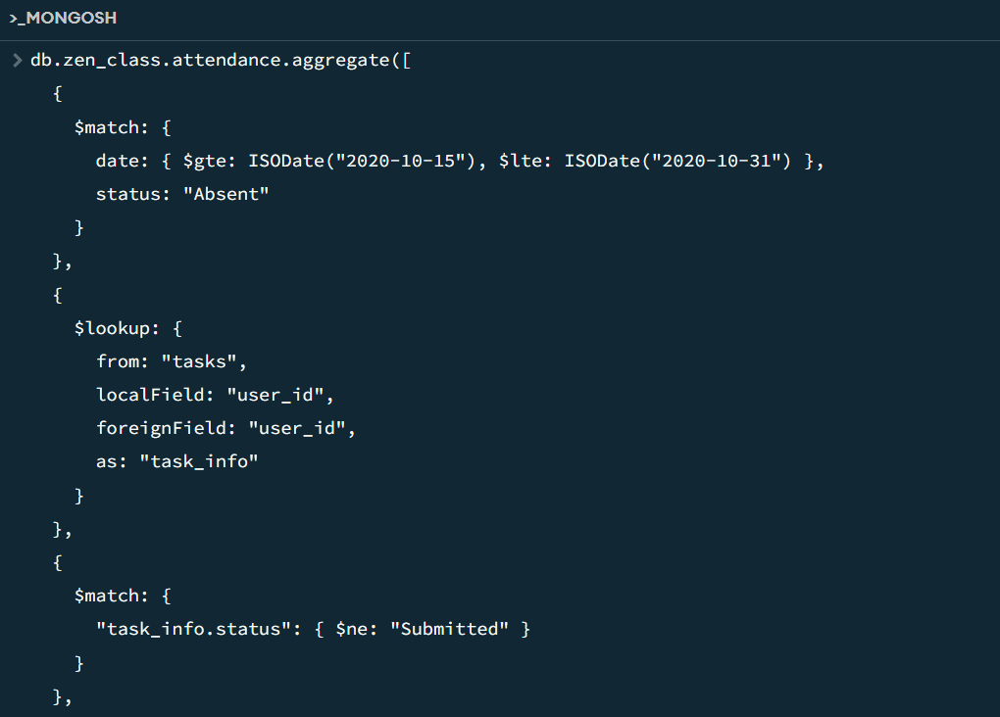 >_MONGOSH
> db.zen_class.attendance.aggregate([
{
$match: {
date: { $gte: ISODate("2020-10-15"), $lte: ISODate("2020-10-31") },
status: "Absent"
}
},
{
$lookup: {
from: "tasks",
localField: "user_id",
foreignField: "user_id",
as: "task_info"
}
},
{
$match: {
"task_info.status": { $ne: "Submitted" }
}
},